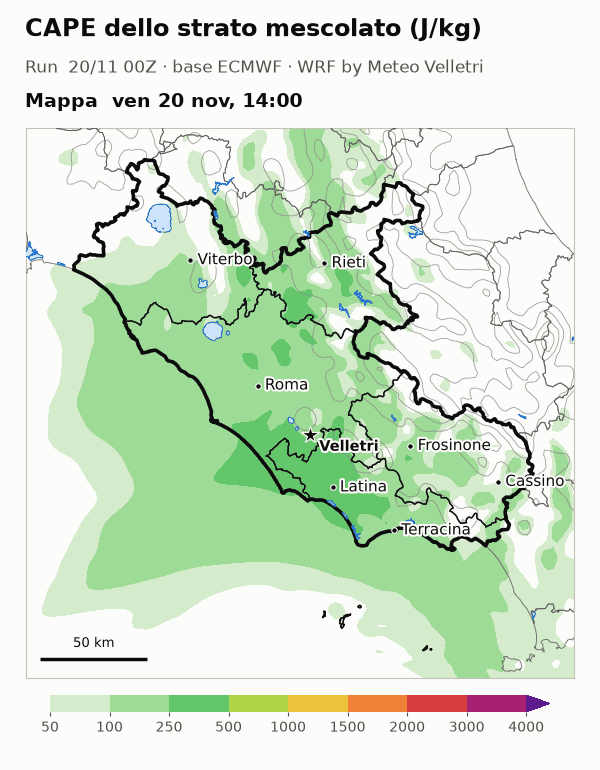 CAPE dello strato mescolato (J/kg)
Run  20/11 00Z · base ECMWF · WRF by Meteo Velletri
Mappa  ven 20 nov, 14:00
Viterbo
Rieti
Roma
Velletri
Frosinone
Cassino
Latina
Terracina
50 km
50 100 250 500 1000 1500 2000 3000 4000